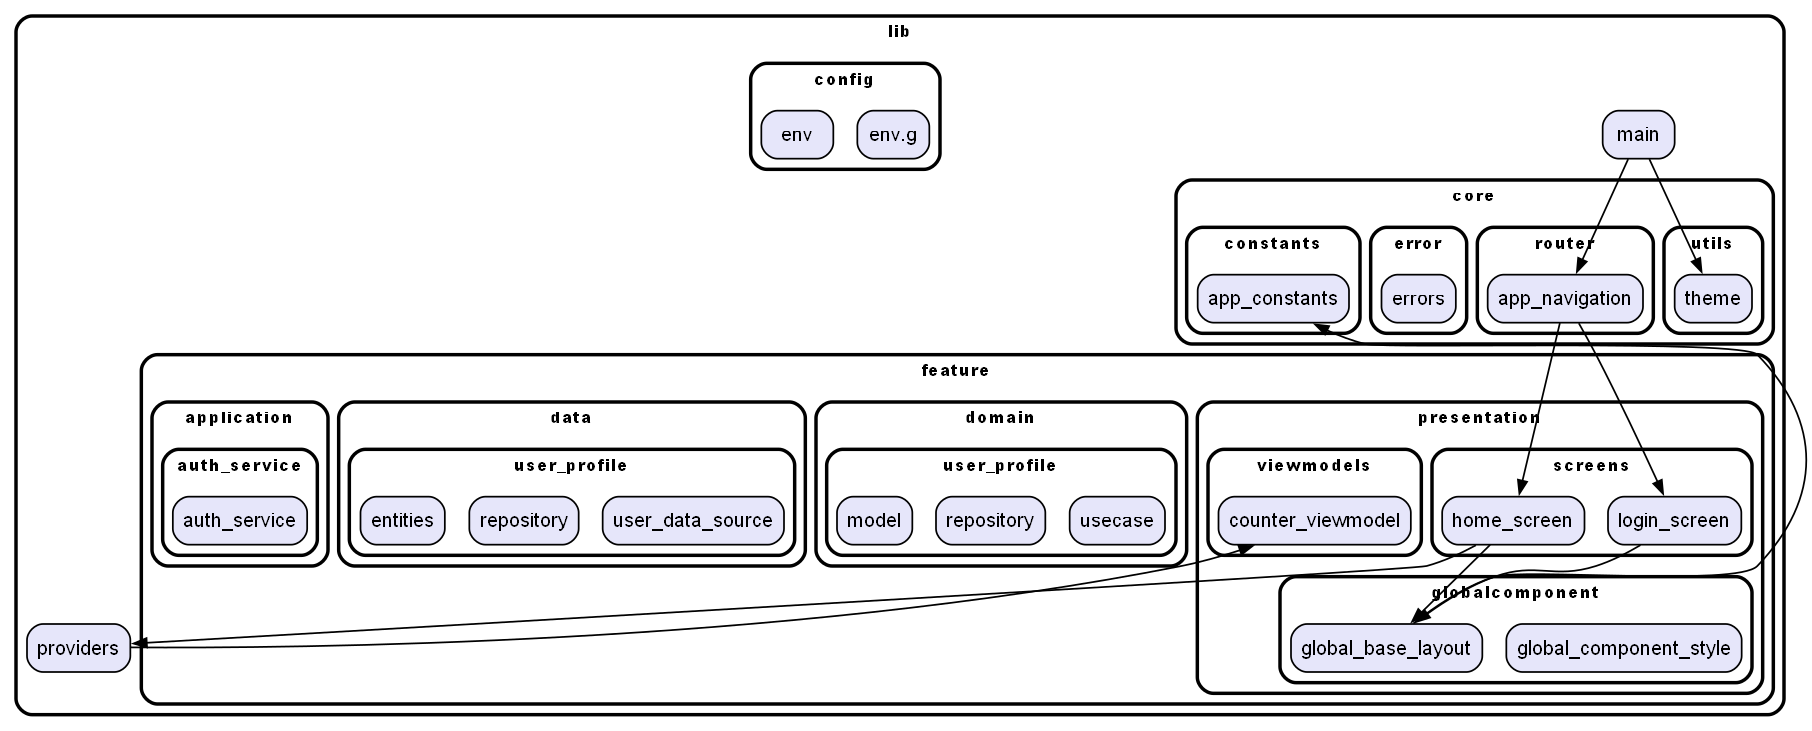 lib
config
env
env.g
main
core
constants
error
router
utils
app_constants
errors
app_navigation
theme
feature
application
data
domain
presentation
auth_service
user_profile
user_profile
viewmodels
screens
auth_service
entities
repository
user_data_source
model
repository
usecase
counter_viewmodel
home_screen
login_screen
globalcomponent
providers
global_base_layout
global_component_style